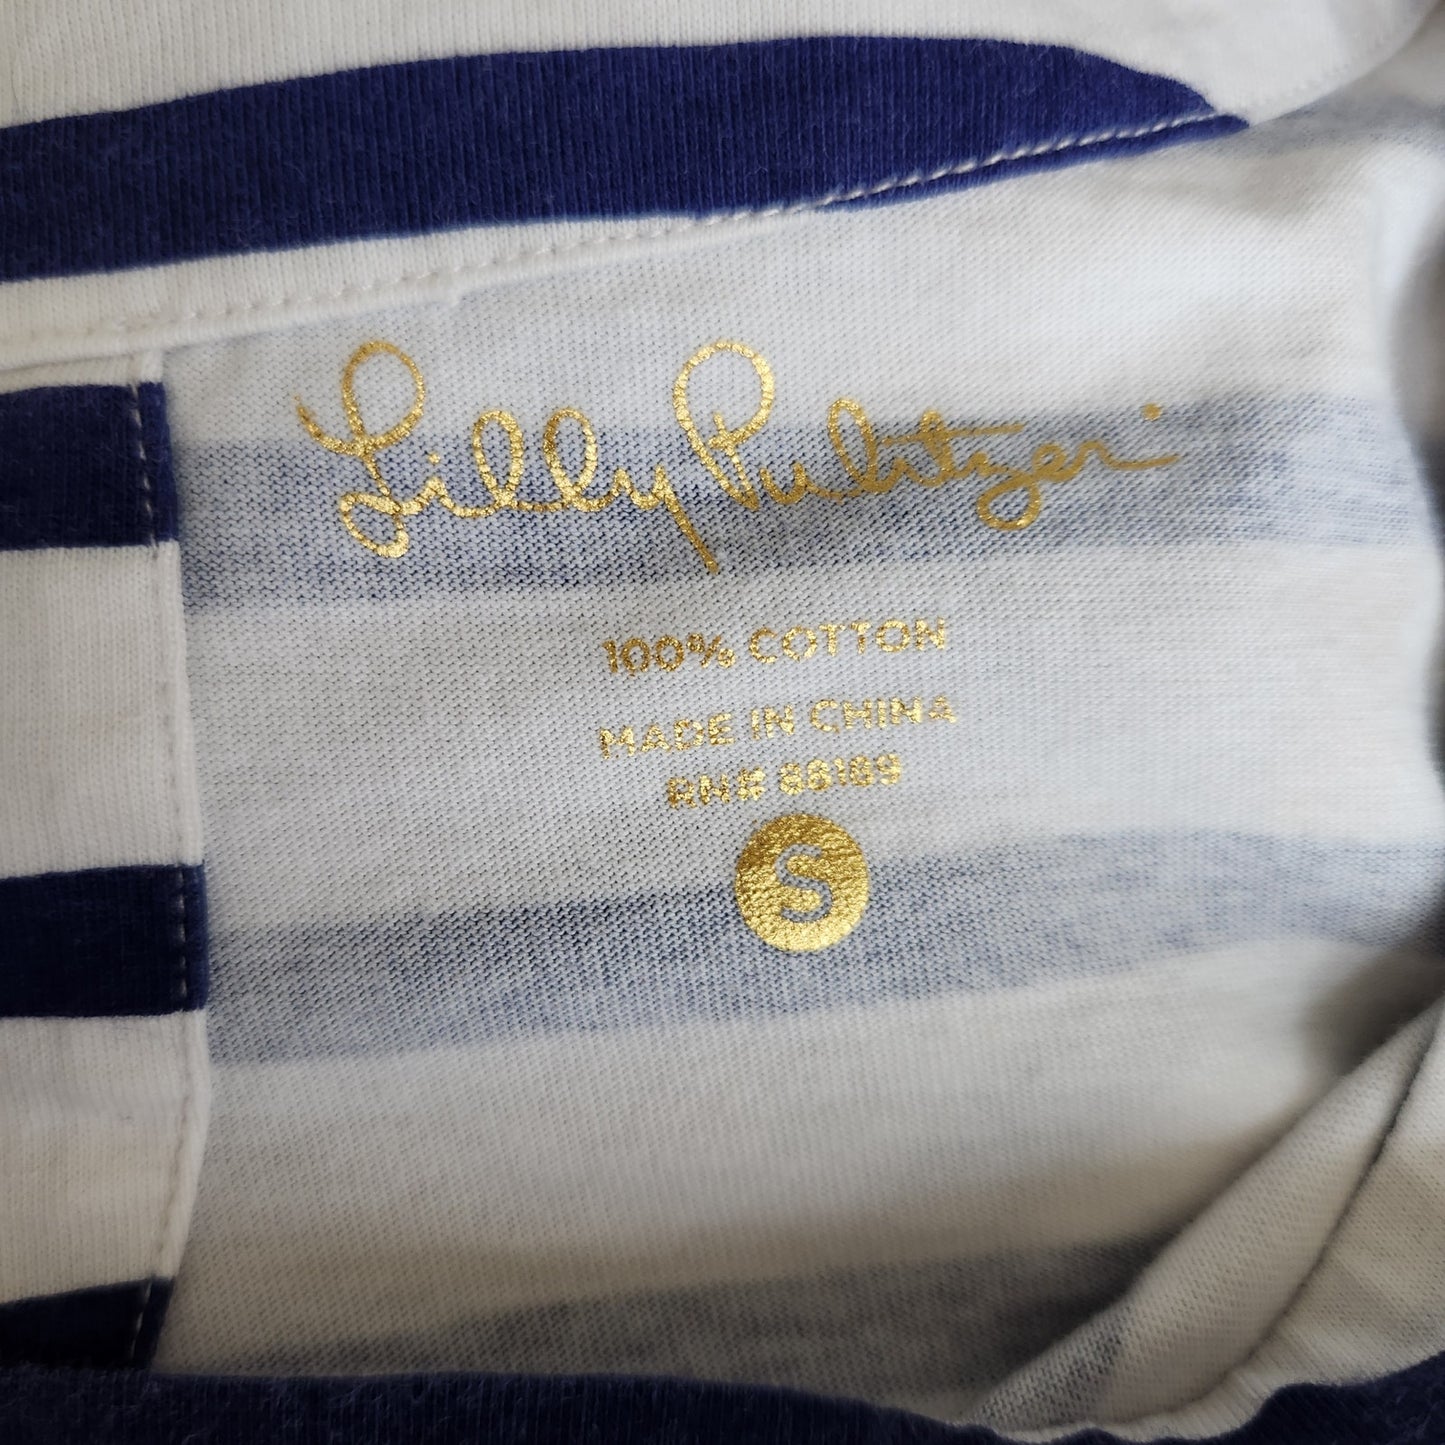 Lilly Pulitzer
100% COTTON
MADE IN CHINA
RN# 88189
S